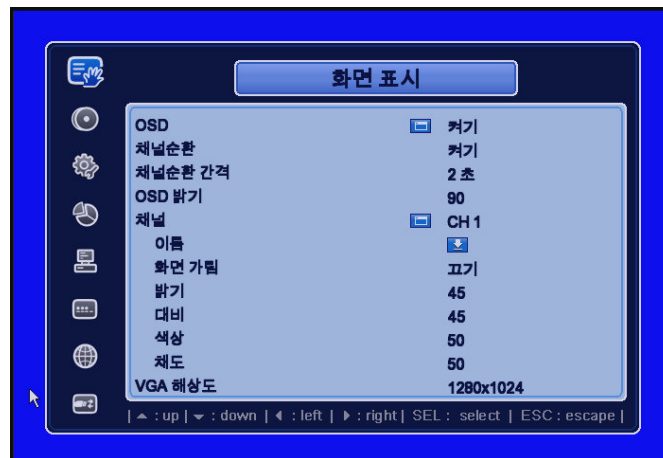 화면 표시
OSD 켜기
채널순환 켜기
채널순환 간격 2 초
OSD 밝기 90
채널 CH 1
이름
화면 가림 끄기
밝기 45
대비 45
색상 50
채도 50
VGA 해상도 1280x1024
| ▲ : up | ▼ : down | ◀ : left | ▶ : right | SEL : select | ESC : escape |